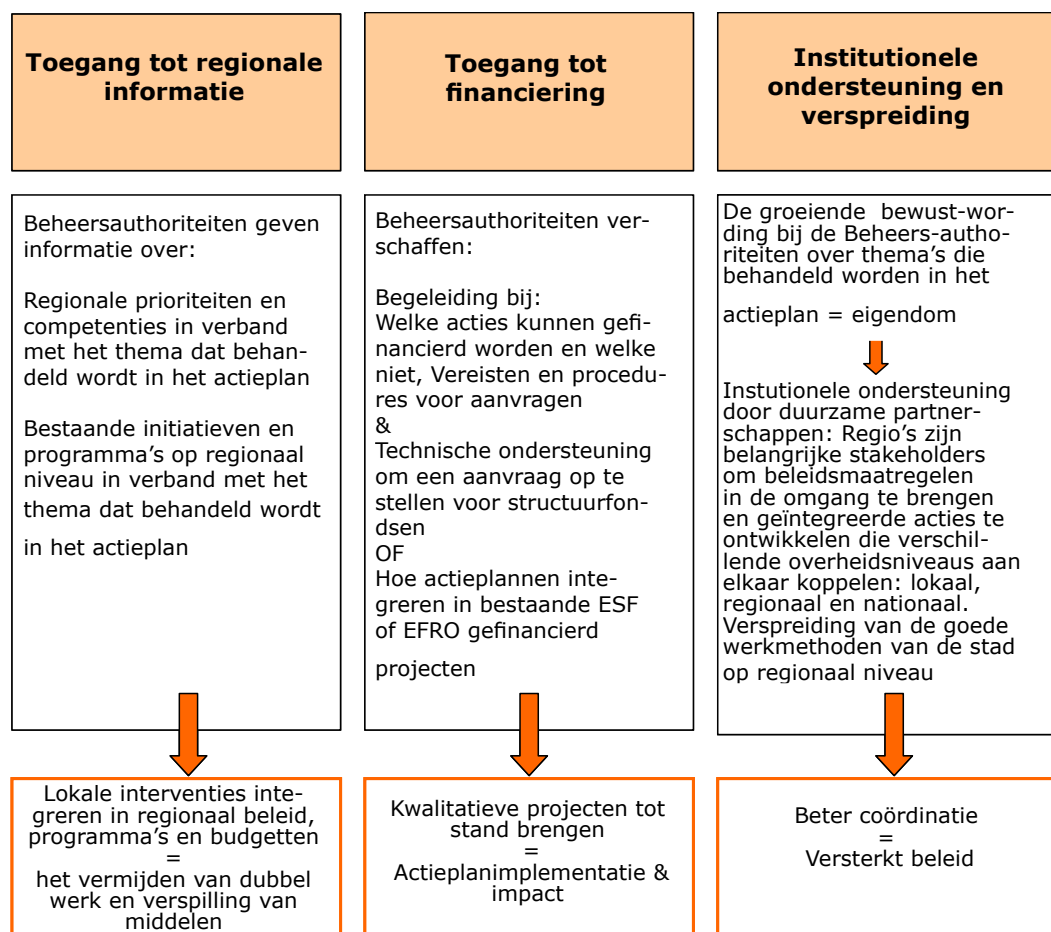 Toegang tot regionale
informatie
Toegang tot
financiering
Institutionele
ondersteuning en
verspreiding
Beheersauthoriteiten geven
informatie over:
Regionale prioriteiten en
competenties in verband
met het thema dat behan-
deld wordt in het actieplan
Bestaande initiatieven en
programma's op regionaal
niveau in verband met het
thema dat behandeld wordt
in het actieplan
Beheersauthoriteiten ver-
schaffen:
Begeleiding bij:
Welke acties kunnen gefi-
nancierd worden en welke
niet, Vereisten en procedu-
res voor aanvragen
&
Technische ondersteuning
om een aanvraag op te
stellen voor structuurfon-
dsen
OF
Hoe actieplannen inte-
greren in bestaande ESF
of EFRO gefinancierd
projecten
De groeiende bewust-wor-
ding bij de Beheers-autho-
riteiten over thema's die
behandeld worden in het
actieplan = eigendom
Instutionele ondersteuning
door duurzame partner-
schappen: Regio's zijn
belangrijke stakeholders
om beleidsmaatregelen
in de omgang te brengen
en geïntegreerde acties te
ontwikkelen die verschil-
lende overheidsniveaus aan
elkaar koppelen: lokaal,
regionaal en nationaal.
Verspreiding van de goede
werkmethoden van de stad
op regionaal niveau
Lokale interventies inte-
greren in regionaal beleid,
programma's en budgetten
=
het vermijden van dubbel
werk en verspilling van
middelen
Kwalitatieve projecten tot
stand brengen
=
Actieplanimplementatie &
impact
Beter coördinatie
=
Versterkt beleid